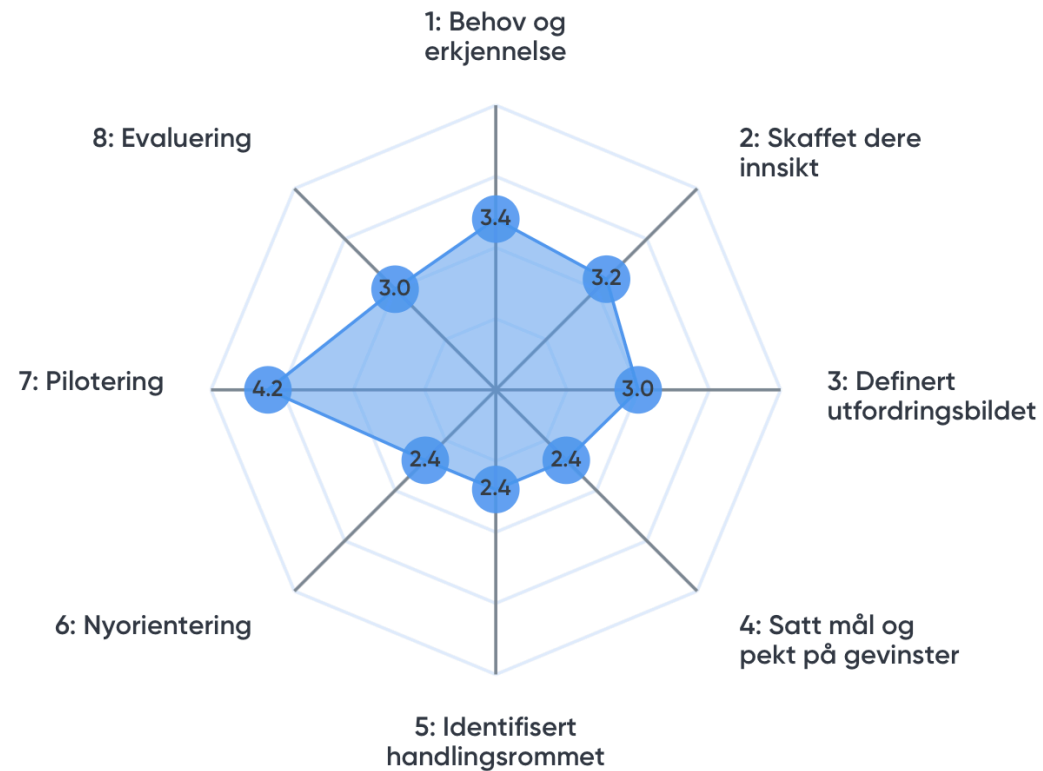 1: Behov og
erkjennelse
8: Evaluering
2: Skaffet dere
innsikt
3.4
3.2
3.0
7: Pilotering
4.2
3.0
3: Definert
utfordringsbildet
2.4
2.4
2.4
6: Nyorientering
4: Satt mål og
pekt på gevinster
5: Identifisert
handlingsrommet